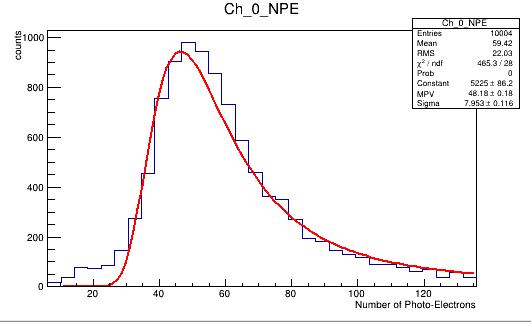 Ch_0_NPE
Ch_0_NPE
Entries 10004
Mean 59.42
RMS 22.03
χ² / ndf 465.3 / 28
Prob 0
Constant 5225 ± 86.2
MPV 48.18 ± 0.18
Sigma 7.953 ± 0.116
counts
1000
800
600
400
200
0
20 40 60 80 100 120
Number of Photo-Electrons